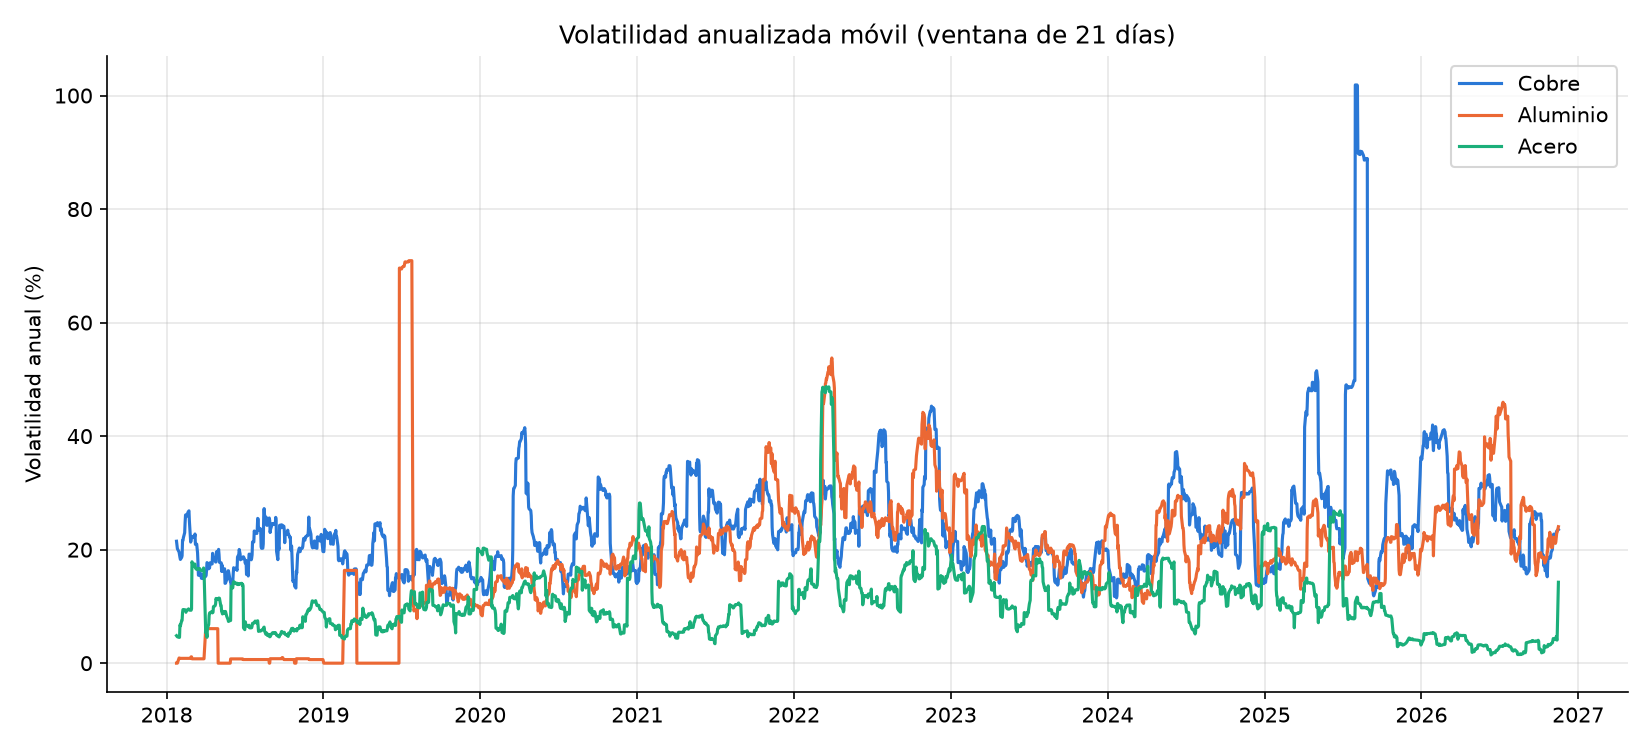 Volatilidad anualizada móvil (ventana de 21 días)
Cobre
Aluminio
Acero
Volatilidad anual (%)
100
80
60
40
20
0
2018 2019 2020 2021 2022 2023 2024 2025 2026 2027